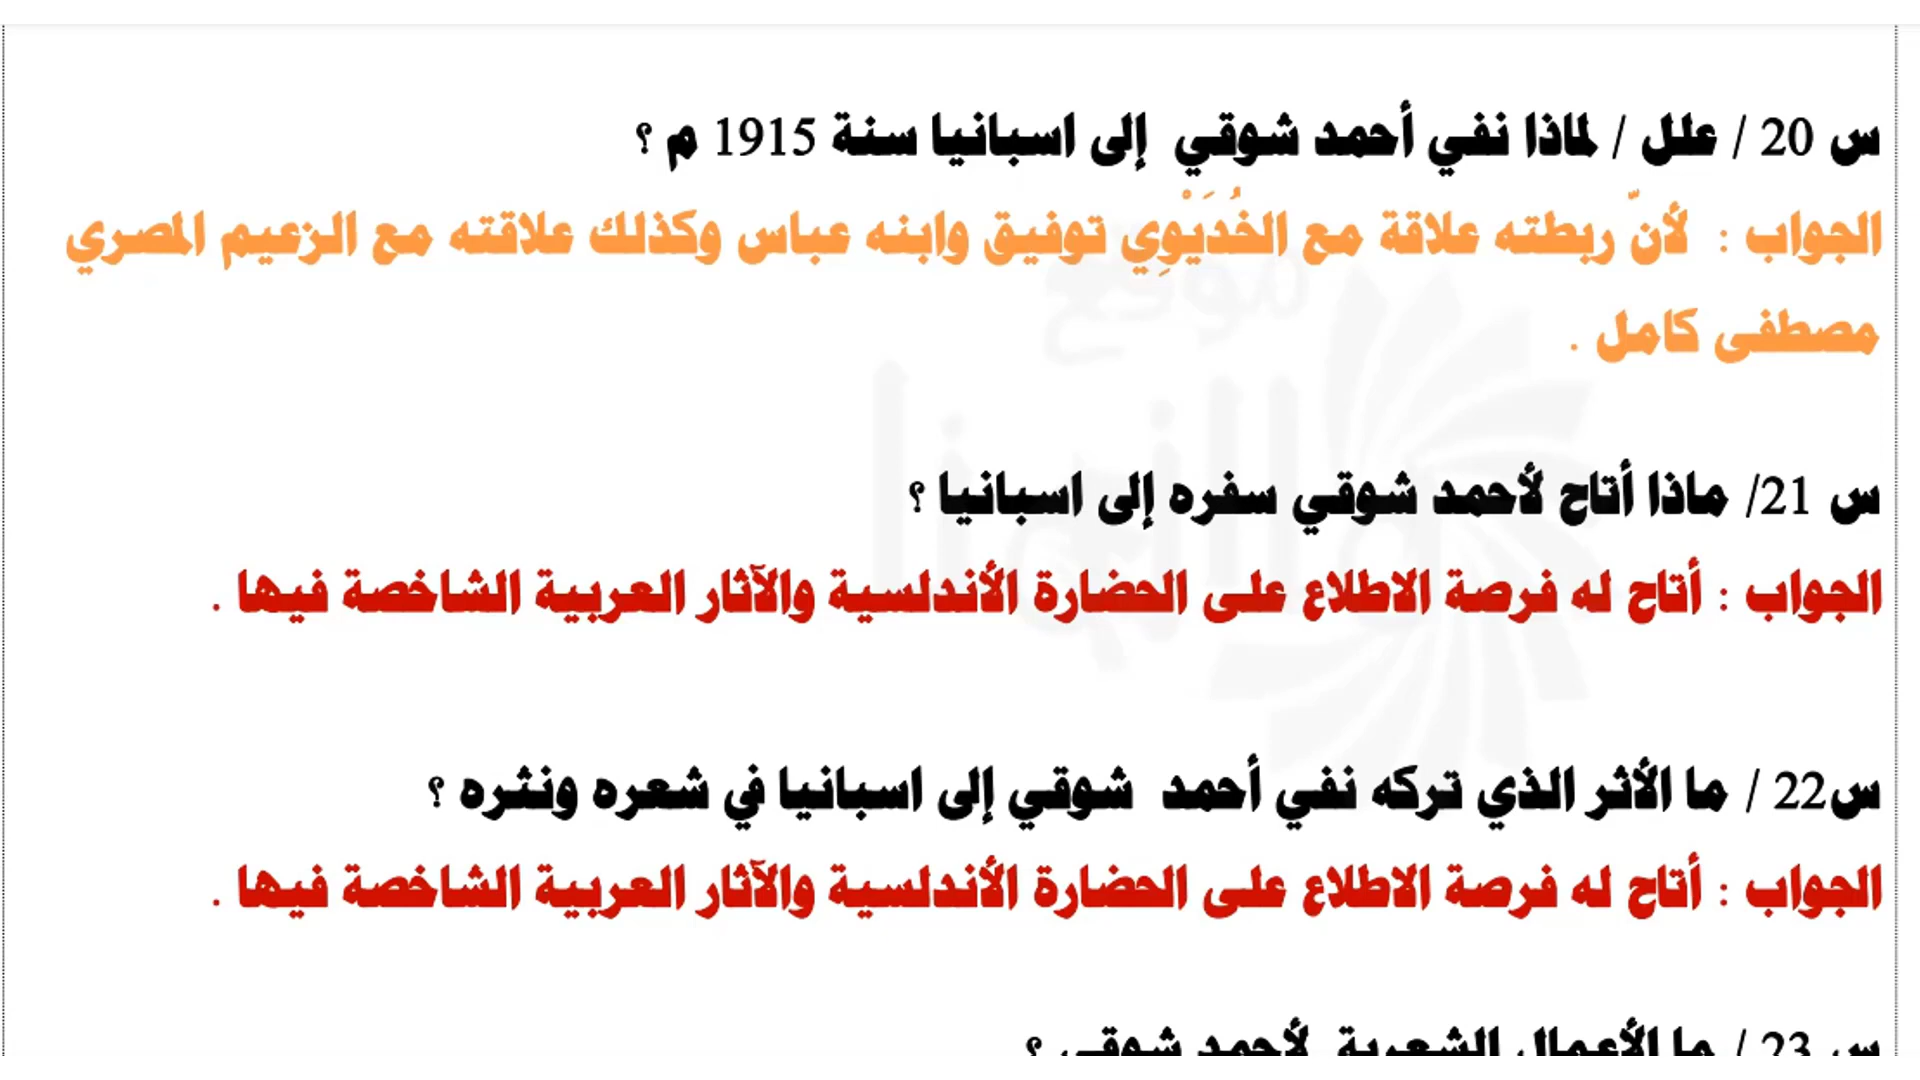 س 20 / علل / لماذا نفي أحمد شوقي إلى اسبانيا سنة 1915 م ؟
الجواب : لأنّ ربطته علاقة مع الخُديَوْوِي توفيق وابنه عباس وكذلك علاقته مع الزعيم المصري
مصطفى كامل .
س 21/ ماذا أتاح لأحمد شوقي سفره إلى اسبانيا ؟
الجواب : أتاح له فرصة الاطلاع على الحضارة الأندلسية والآثار العربية الشاخصة فيها .
س22 / ما الأثر الذي تركه نفي أحمد شوقي إلى اسبانيا في شعره ونثره ؟
الجواب : أتاح له فرصة الاطلاع على الحضارة الأندلسية والآثار العربية الشاخصة فيها .
س 23 / ما الأعمال الشعرية لأحمد شوقي ؟
موقع